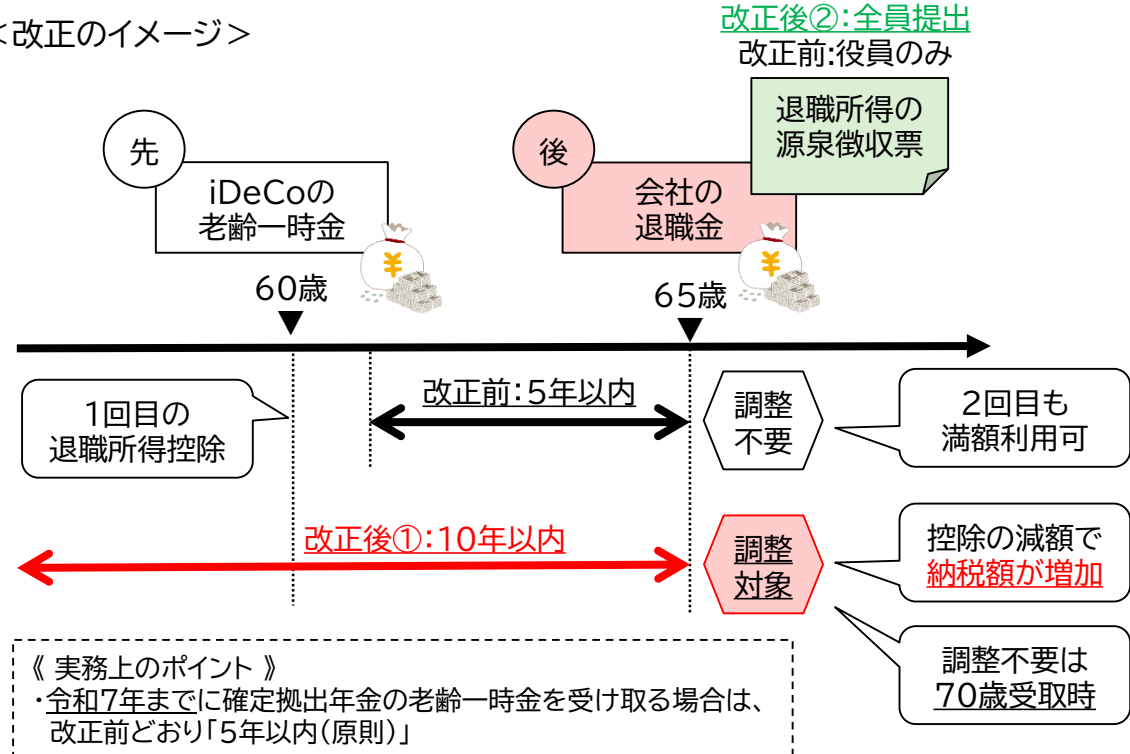 <改正のイメージ>
改正後②:全員提出
改正前:役員のみ
退職所得の
源泉徴収票
先
iDeCoの
老齢一時金
¥
後
会社の
退職金
¥
60歳
65歳
1回目の
退職所得控除
改正前:5年以内
調整
不要
2回目も
満額利用可
改正後①:10年以内
調整
対象
控除の減額で
納税額が増加
調整不要は
70歳受取時
《 実務上のポイント 》
・令和7年までに確定拠出年金の老齢一時金を受け取る場合は、
改正前どおり「5年以内(原則)」